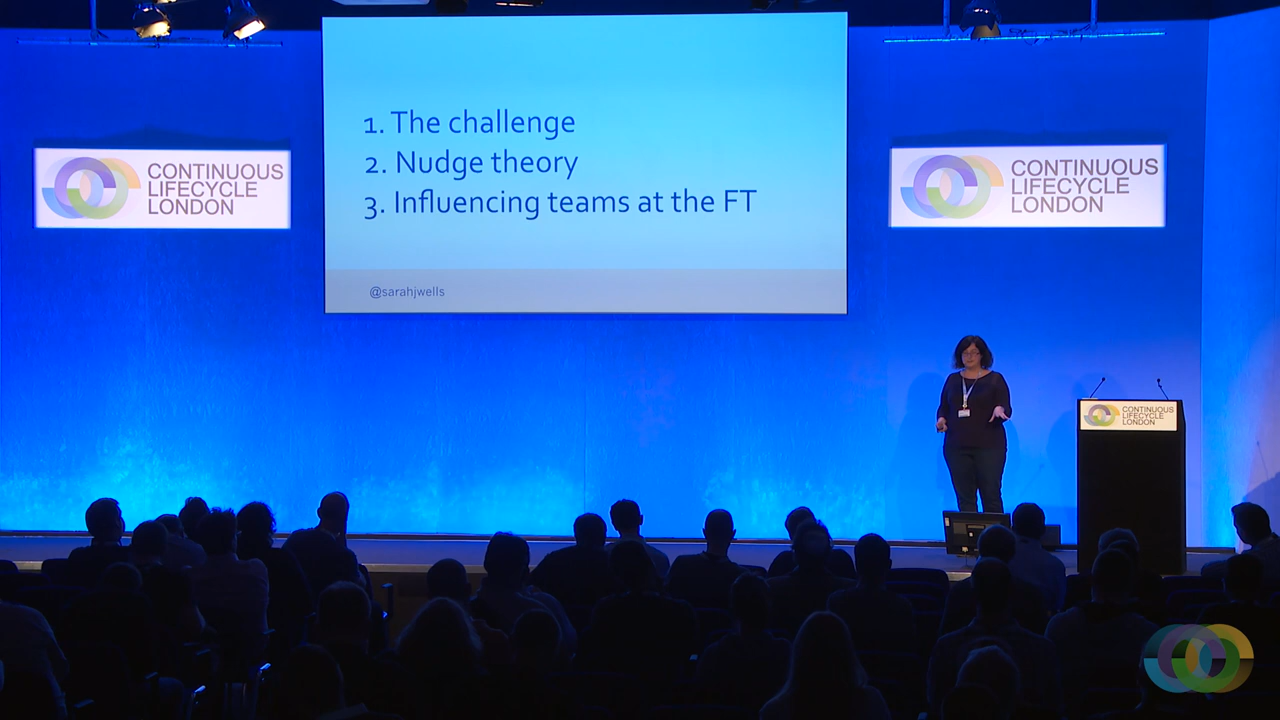 1. The challenge
2. Nudge theory
3. Influencing teams at the FT
@sarahjwells
CONTINUOUS
LIFECYCLE
LONDON
CONTINUOUS
LIFECYCLE
LONDON
CONTINUOUS
LIFECYCLE
LONDON